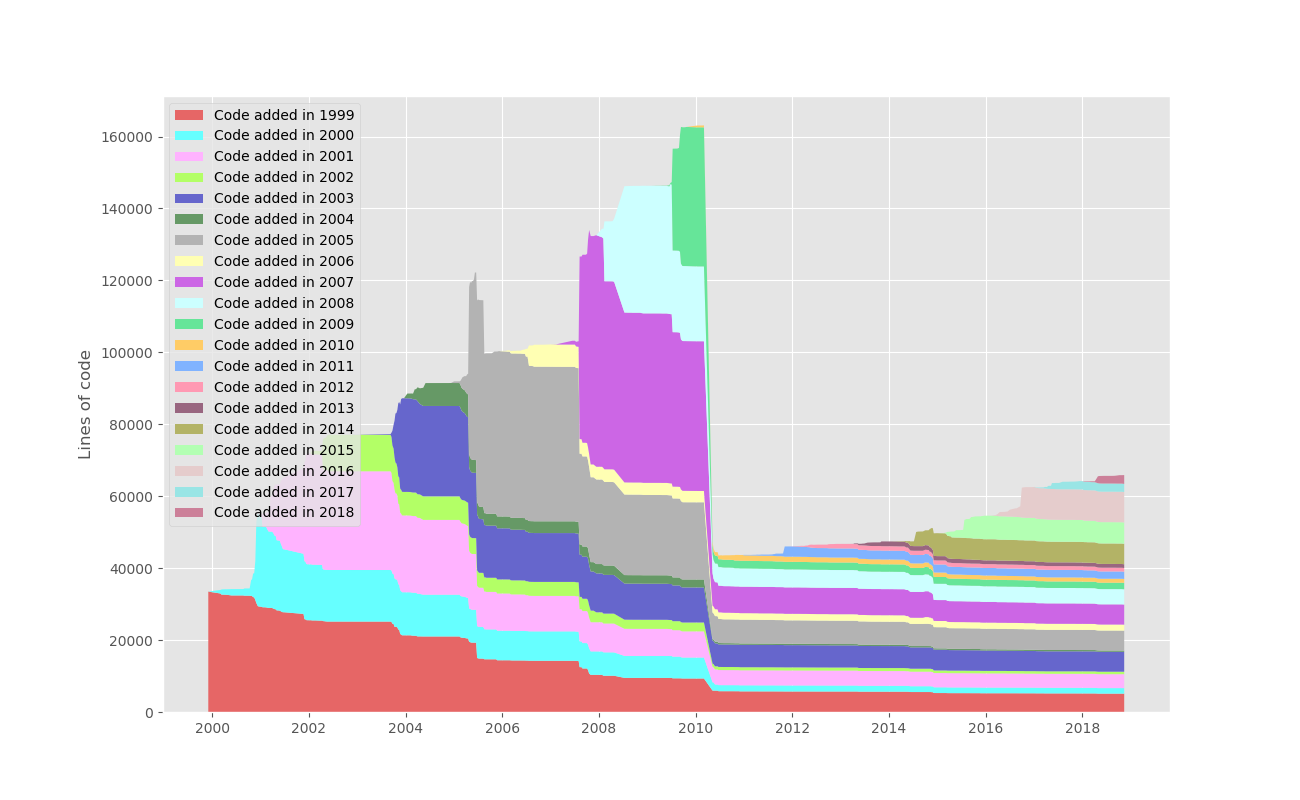 Code added in 1999
Code added in 2000
Code added in 2001
Code added in 2002
Code added in 2003
Code added in 2004
Code added in 2005
Code added in 2006
Code added in 2007
Code added in 2008
Code added in 2009
Code added in 2010
Code added in 2011
Code added in 2012
Code added in 2013
Code added in 2014
Code added in 2015
Code added in 2016
Code added in 2017
Code added in 2018
Lines of code
160000
140000
120000
100000
80000
60000
40000
20000
0
2000 2002 2004 2006 2008 2010 2012 2014 2016 2018